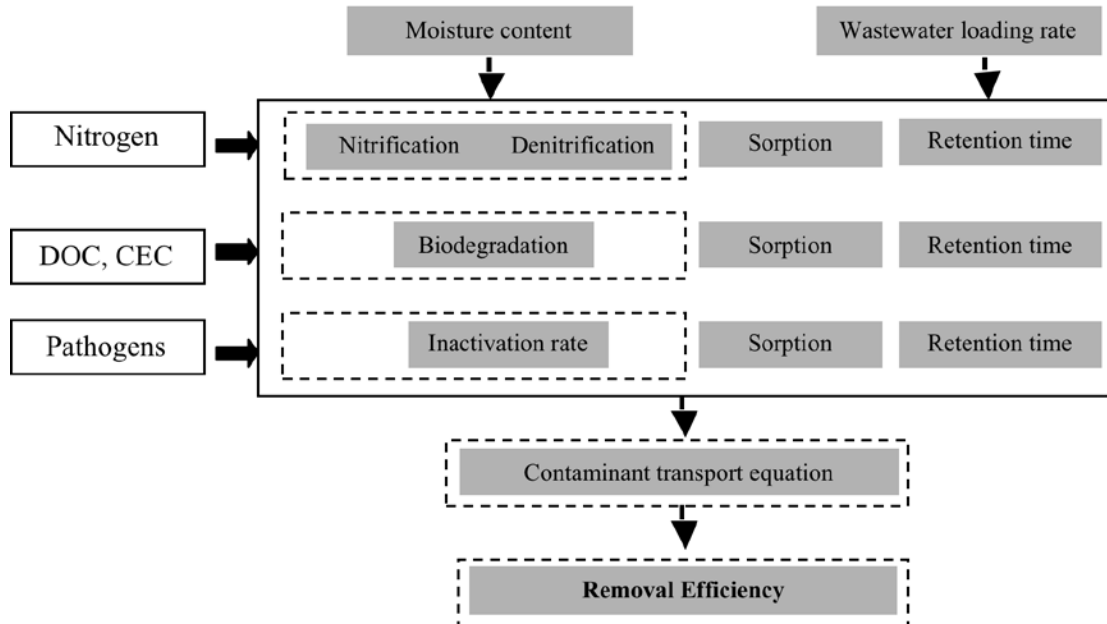 Moisture content
Wastewater loading rate
Nitrogen
Nitrification
Denitrification
Sorption
Retention time
DOC, CEC
Biodegradation
Sorption
Retention time
Pathogens
Inactivation rate
Sorption
Retention time
Contaminant transport equation
Removal Efficiency